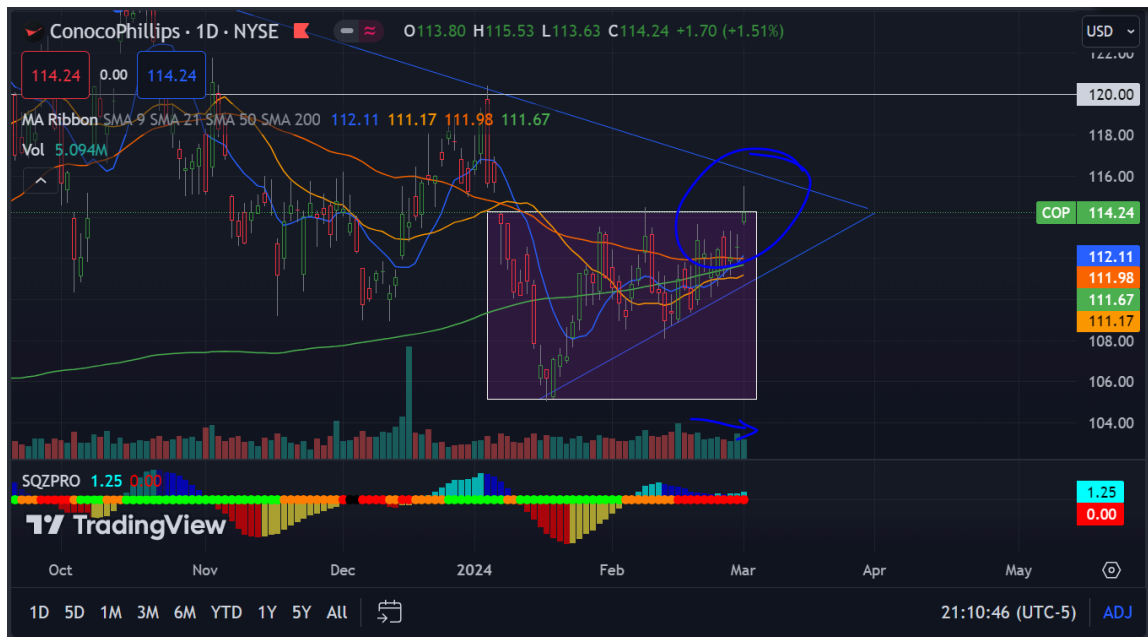 ConocoPhillips · 1D · NYSE O113.80 H115.53 L113.63 C114.24 +1.70 (+1.51%) USD
122.00
114.24 0.00 114.24
120.00
MA Ribbon SMA 9 SMA 21 SMA 50 SMA 200 112.11 111.17 111.98 111.67
118.00
Vol 5.094M
116.00
COP 114.24
112.11
111.98
111.67
111.17
108.00
106.00
104.00
SQZPRO 1.25 0.00
1.25
0.00
TradingView
Oct Nov Dec 2024 Feb Mar Apr May
1D 5D 1M 3M 6M YTD 1Y 5Y All 21:10:46 (UTC-5) ADJ